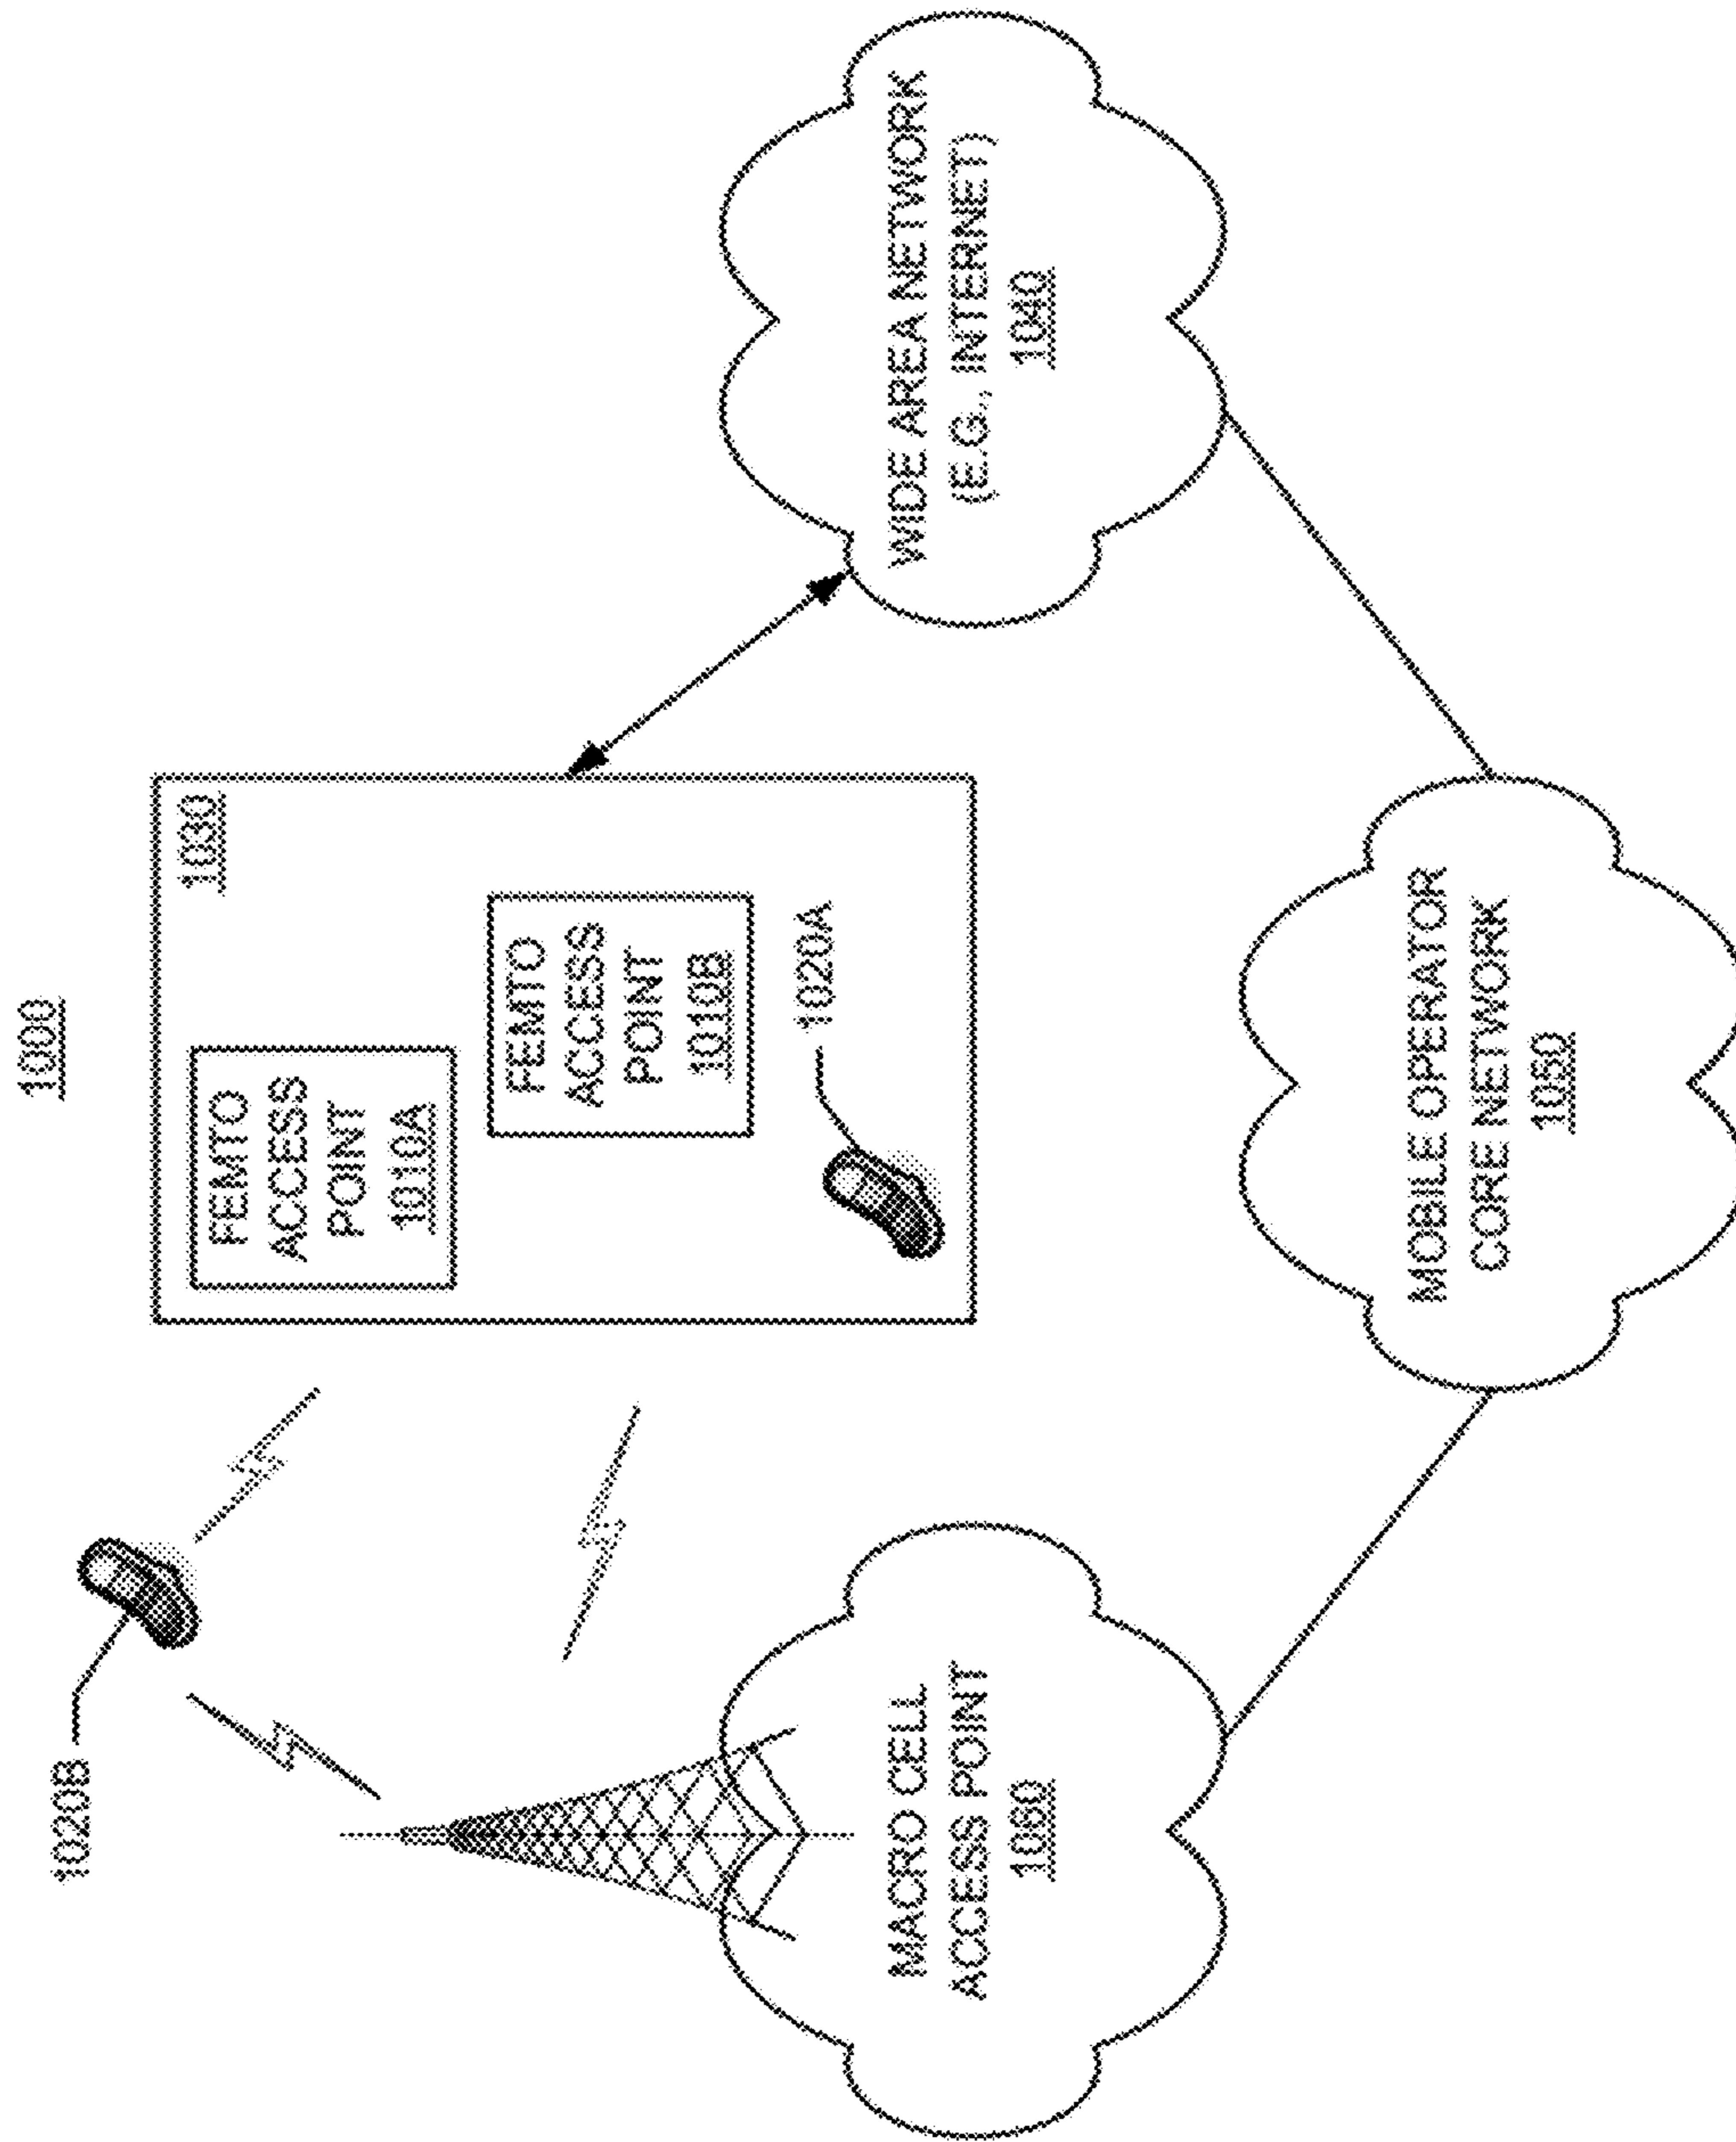 1000
1020B
1030
FEMTO
ACCESS
POINT
1010A
FEMTO
ACCESS
POINT
1010B
1020A
MACRO CELL
ACCESS POINT
1060
WIDE AREA NETWORK
(E.G., INTERNET)
1040
MOBILE OPERATOR
CORE NETWORK
1050